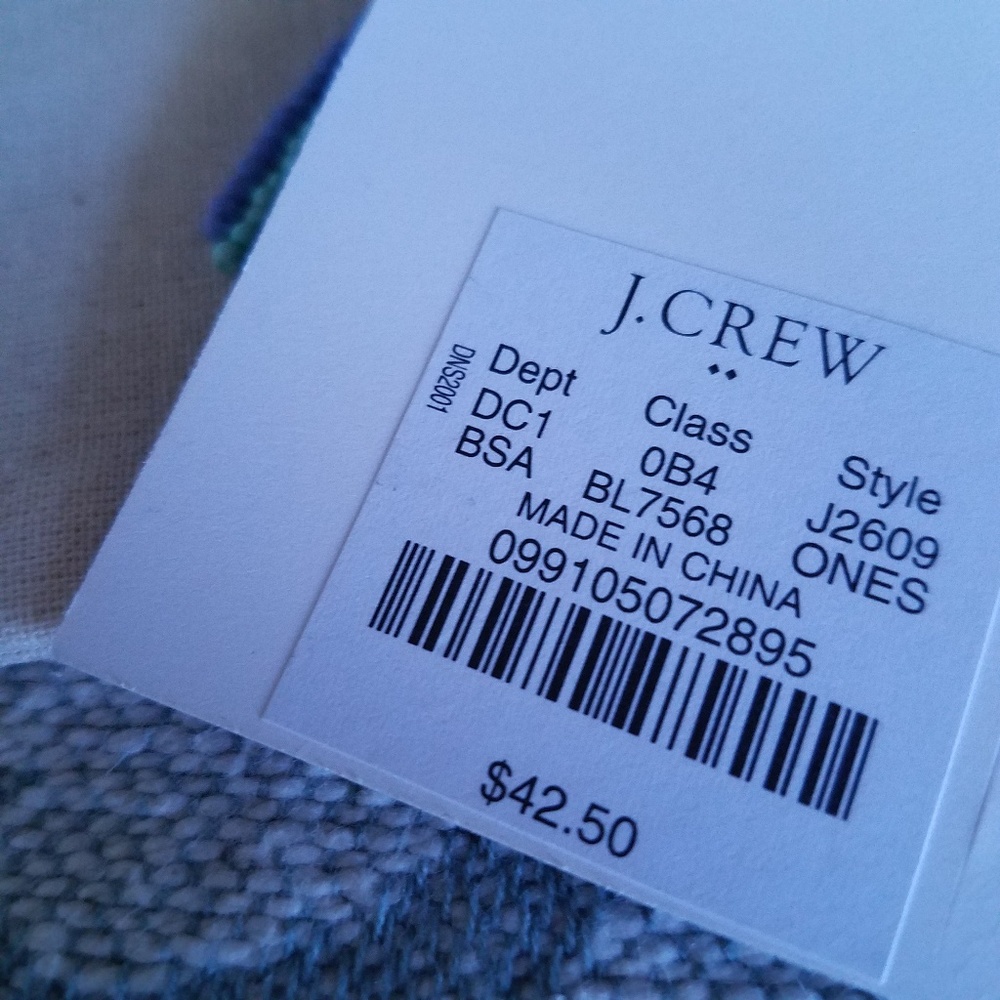 J.CREW
DNS2001
Dept Class Style
DC1 0B4 J2609
BSA BL7568 ONES
MADE IN CHINA
099105072895
$42.50